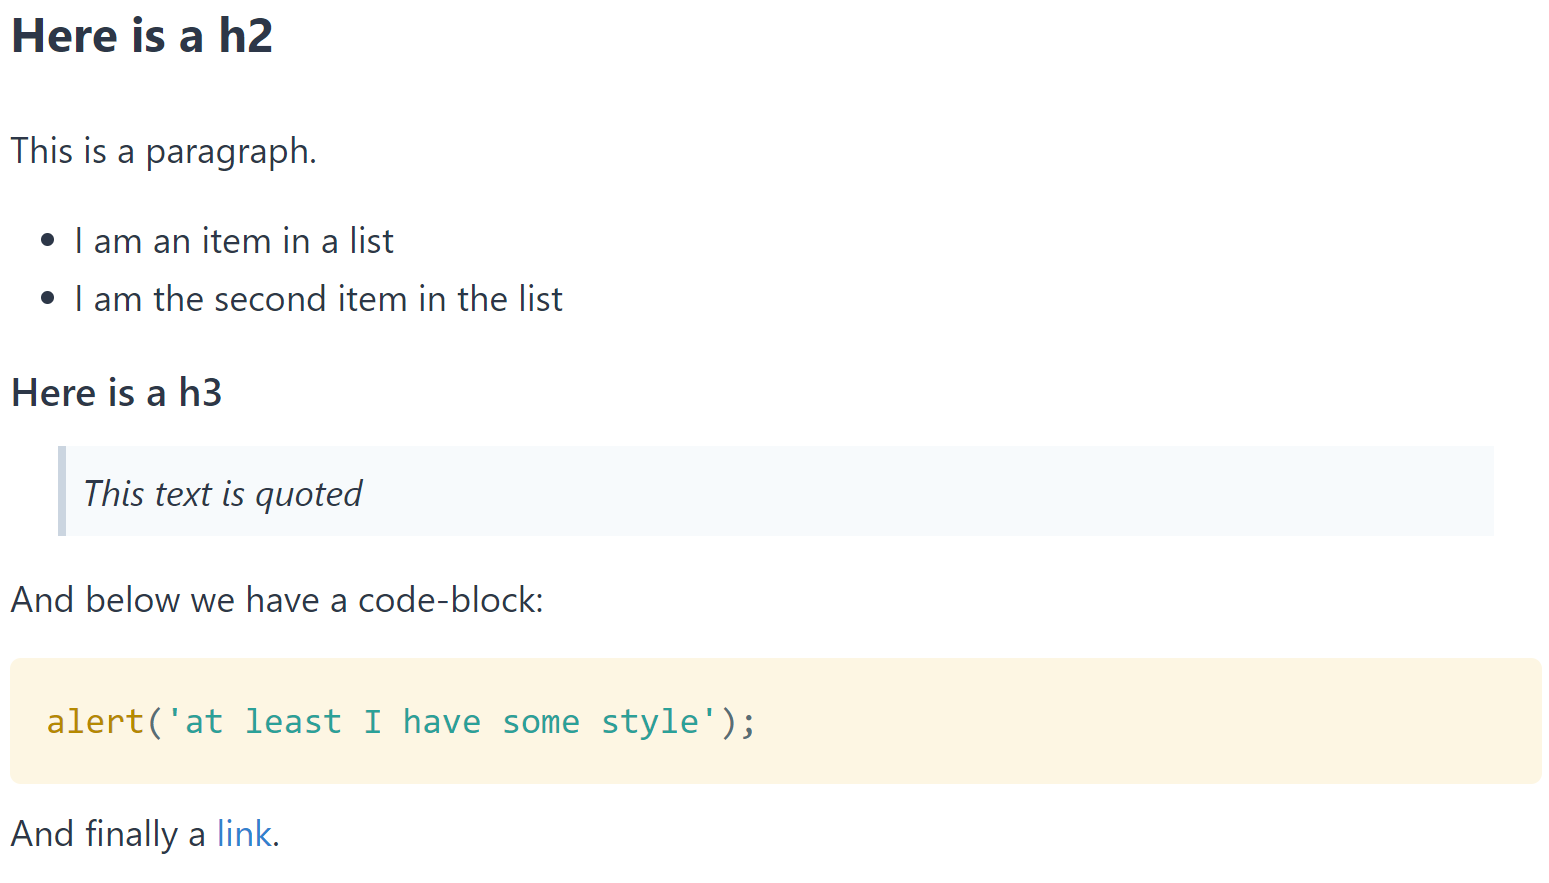 Here is a h2
This is a paragraph.
I am an item in a list
I am the second item in the list
Here is a h3
This text is quoted
And below we have a code-block:
alert('at least I have some style');
And finally a link.